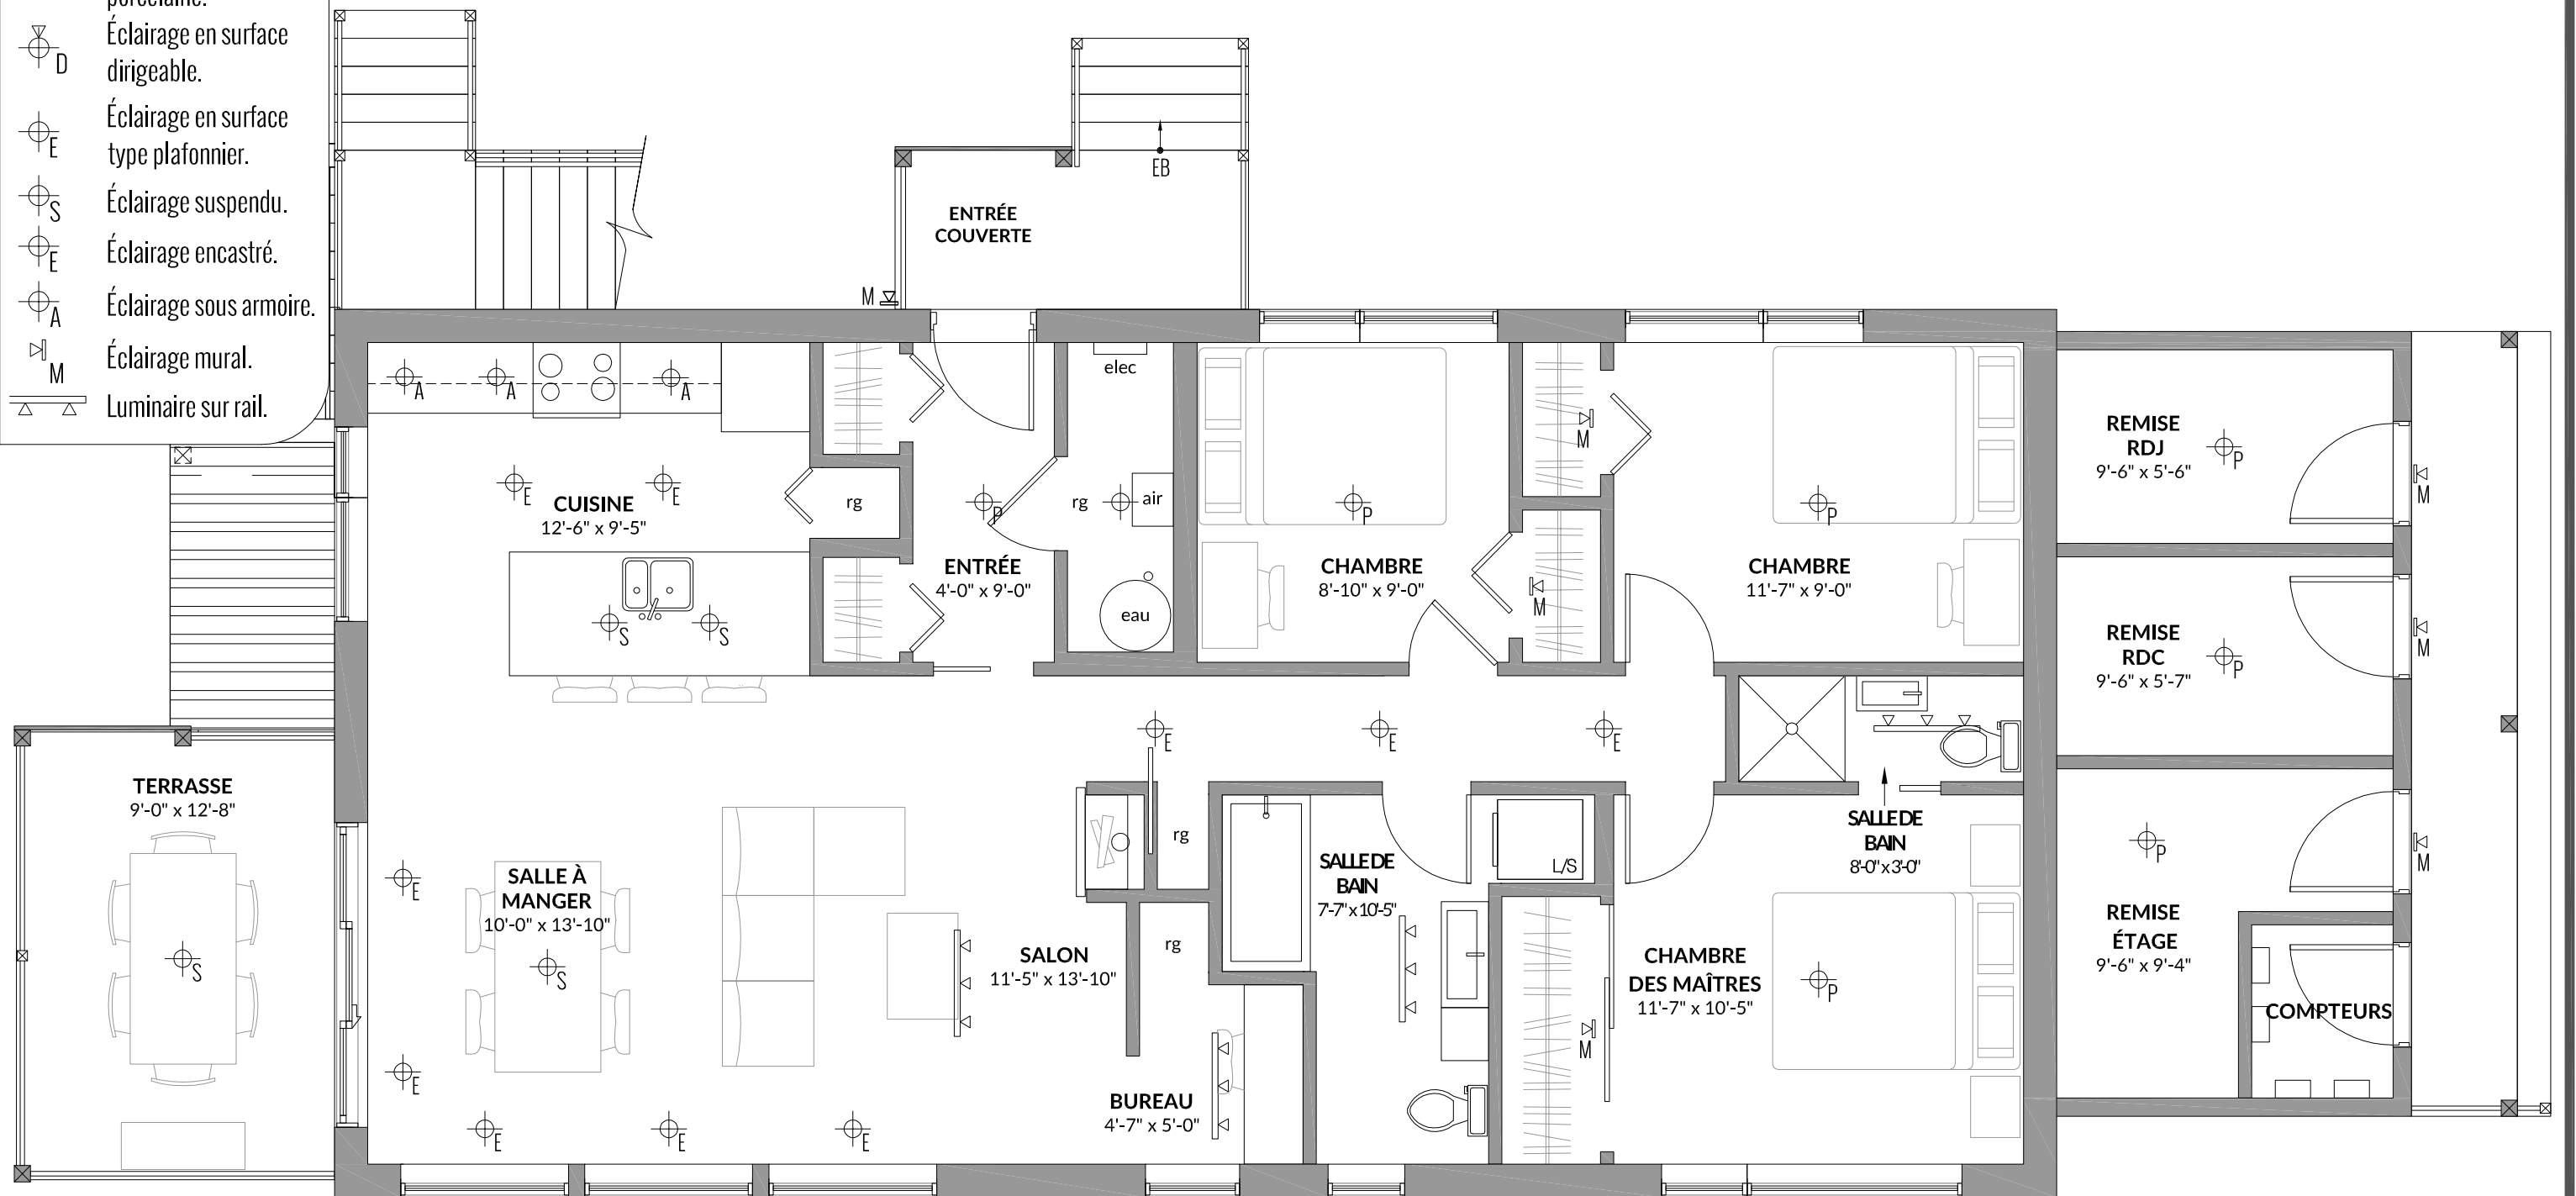 porcelaine.
D
Éclairage en surface
dirigeable.
E
Éclairage en surface
type plafonnier.
S
Éclairage suspendu.
E
Éclairage encastré.
A
Éclairage sous armoire.
M
Éclairage mural.
Luminaire sur rail.
EB
ENTRÉE
COUVERTE
M
A
A
A
elec
E
E
CUISINE
12'-6" x 9'-5"
rg
P
rg
air
ENTRÉE
4'-0" x 9'-0"
eau
S
S
P
CHAMBRE
8'-10" x 9'-0"
M
M
P
CHAMBRE
11'-7" x 9'-0"
REMISE
RDJ
9'-6" x 5'-6"
P
M
REMISE
RDC
9'-6" x 5'-7"
P
M
E
E
E
TERRASSE
9'-0" x 12'-8"
S
E
SALLE À
MANGER
10'-0" x 13'-10"
S
E
E
E
E
SALON
11'-5" x 13'-10"
rg
rg
BUREAU
4'-7" x 5'-0"
SALLE DE
BAIN
7'-7" x 10'-5"
L/S
SALLE DE
BAIN
8'-0" x 3'-0"
CHAMBRE
DES MAÎTRES
11'-7" x 10'-5"
M
P
P
M
REMISE
ÉTAGE
9'-6" x 9'-4"
COMPTEURS